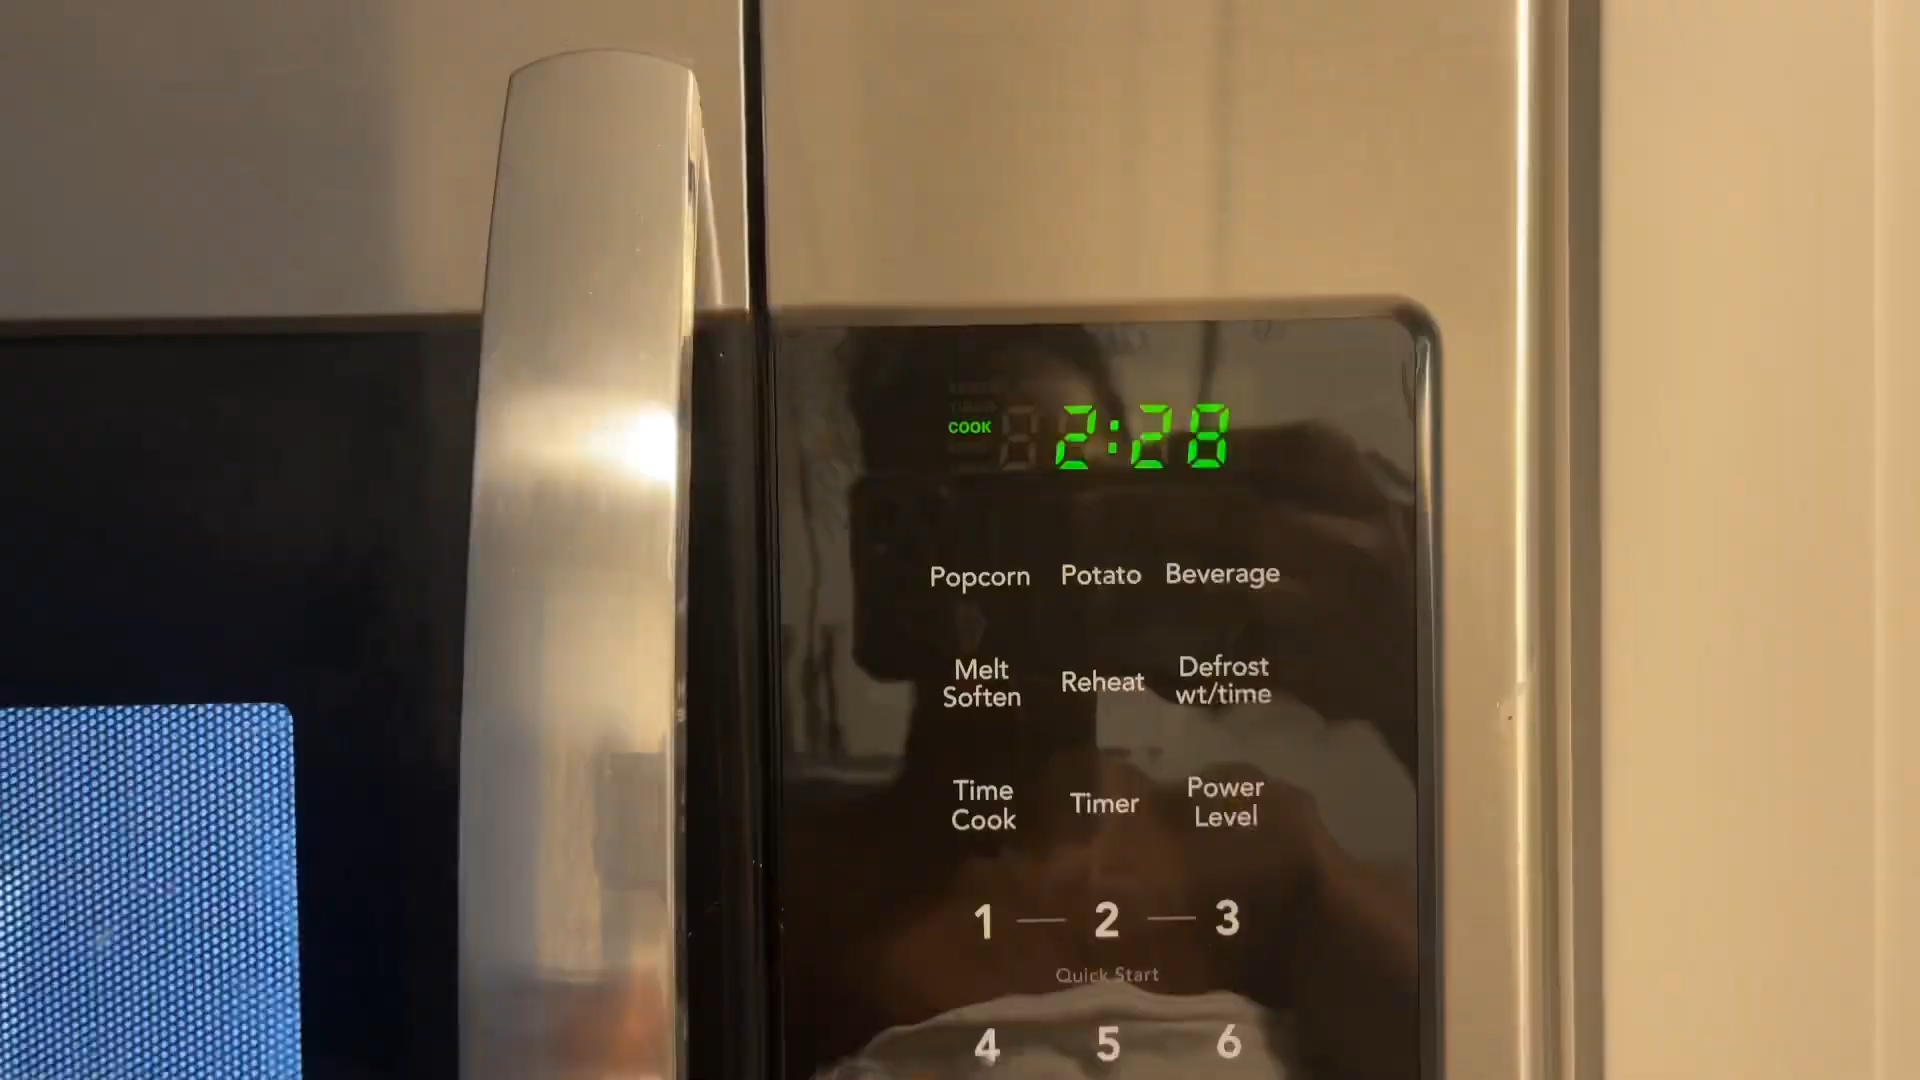 COOK 2:28
Popcorn Potato Beverage
Melt Soften Reheat Defrost wt/time
Time Cook Timer Power Level
1 — 2 — 3
Quick Start
4 5 6